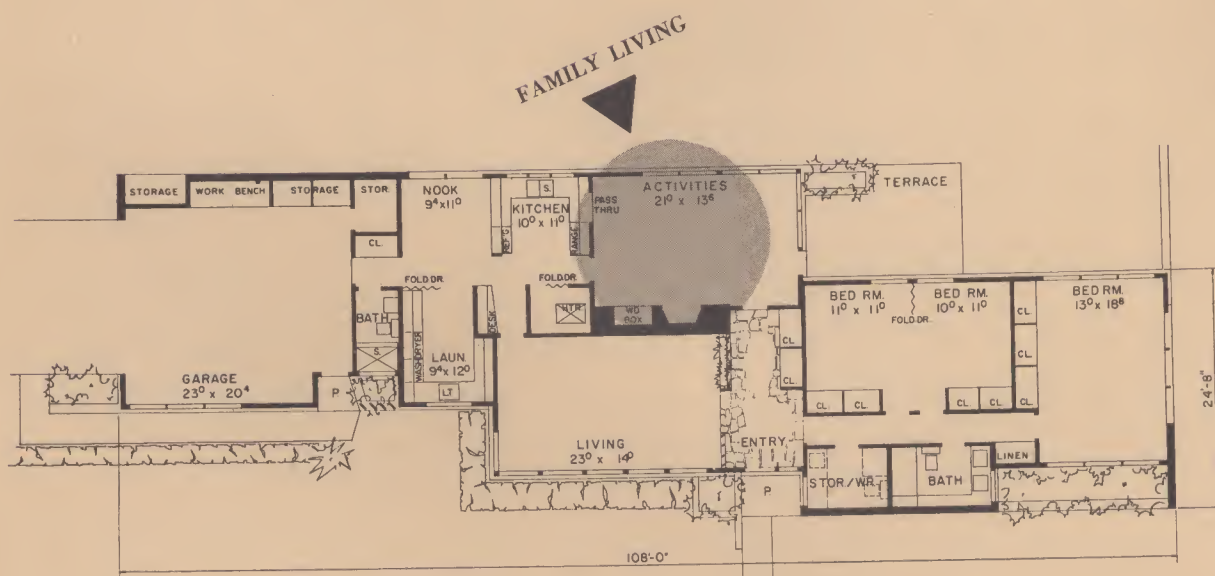 FAMILY LIVING
STORAGE
WORK BENCH
STORAGE
STOR.
NOOK
9⁴x11⁰
S.
KITCHEN
10⁰ x 11⁰
PASS
THRU
ACTIVITIES
21⁰ x 13⁶
TERRACE
CL.
REF'G.
RANGE
FOLD.DR.
FOLD.DR.
BATH
S.
WASH
DRYER
DESK
HTR.
WD.
BOX
BED RM.
11⁰ x 11⁰
BED RM.
10⁰ x 11⁰
FOLD.DR.
BED RM.
13⁰ x 18⁶
CL.
CL.
CL.
CL.
CL.
LAUN.
9⁴x 12⁰
LT
GARAGE
23⁰ x 20⁴
P.
CL.
CL.
CL.
CL.
24'-8"
LIVING
23⁰ x 14⁰
ENTRY
LINEN
STOR./W.R.
BATH
P.
108'-0"